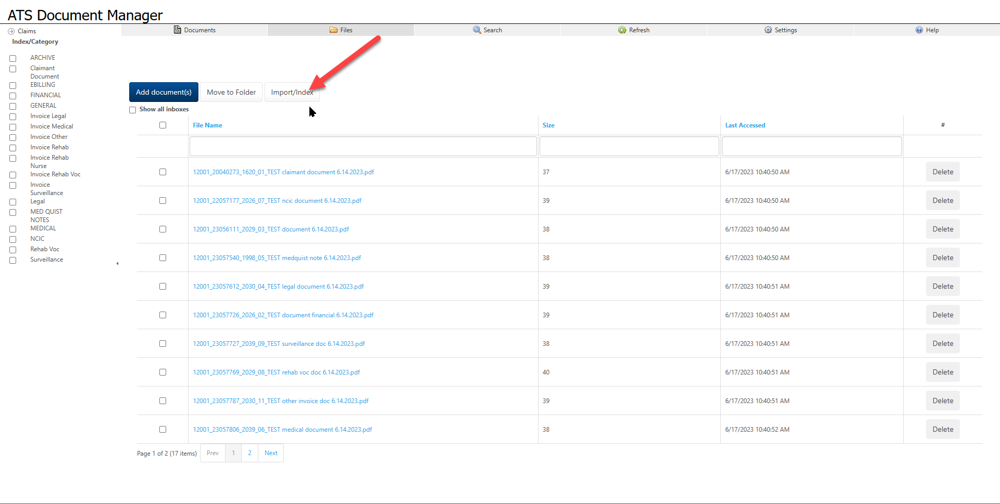 ATS Document Manager
Claims
Index/Category
ARCHIVE
Claimant
Document
EBILLING
FINANCIAL
GENERAL
Invoice Legal
Invoice Medical
Invoice Other
Invoice Rehab
Invoice Rehab
Nurse
Invoice Rehab Voc
Invoice
Surveillance
Legal
MED QUIST
NOTES
MEDICAL
NCIC
Rehab Voc
Surveillance
Documents Files Search Refresh Settings Help
Add document(s) Move to Folder Import/Index
Show all inboxes
File Name Size Last Accessed #
12001_20040273_1620_01_TEST claimant document 6.14.2023.pdf 37 6/17/2023 10:40:50 AM Delete
12001_22057177_2026_07_TEST ncic document 6.14.2023.pdf 39 6/17/2023 10:40:50 AM Delete
12001_23056111_2029_03_TEST document 6.14.2023.pdf 38 6/17/2023 10:40:50 AM Delete
12001_23057540_1998_05_TEST medquist note 6.14.2023.pdf 38 6/17/2023 10:40:50 AM Delete
12001_23057612_2030_04_TEST legal document 6.14.2023.pdf 39 6/17/2023 10:40:51 AM Delete
12001_23057726_2026_02_TEST document financial 6.14.2023.pdf 39 6/17/2023 10:40:51 AM Delete
12001_23057727_2039_09_TEST surveillance doc 6.14.2023.pdf 38 6/17/2023 10:40:51 AM Delete
12001_23057769_2029_08_TEST rehab voc doc 6.14.2023.pdf 40 6/17/2023 10:40:51 AM Delete
12001_23057787_2030_11_TEST other invoice doc 6.14.2023.pdf 39 6/17/2023 10:40:51 AM Delete
12001_23057806_2039_06_TEST medical document 6.14.2023.pdf 38 6/17/2023 10:40:52 AM Delete
Page 1 of 2 (17 items) Prev 1 2 Next